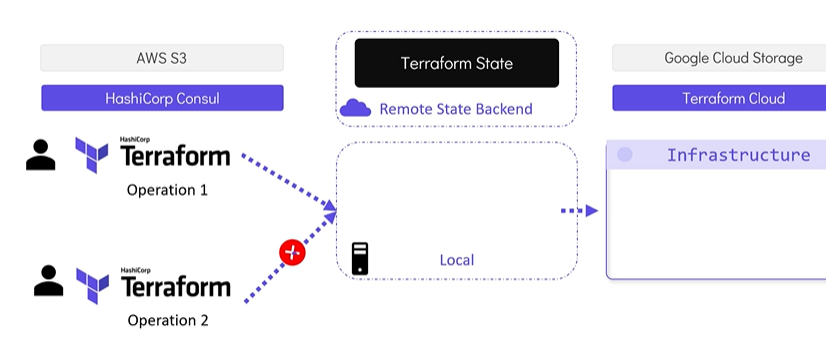 AWS S3
HashiCorp Consul
Terraform State
Remote State Backend
Google Cloud Storage
Terraform Cloud
HashiCorp
Terraform
Operation 1
Infrastructure
Local
HashiCorp
Terraform
Operation 2